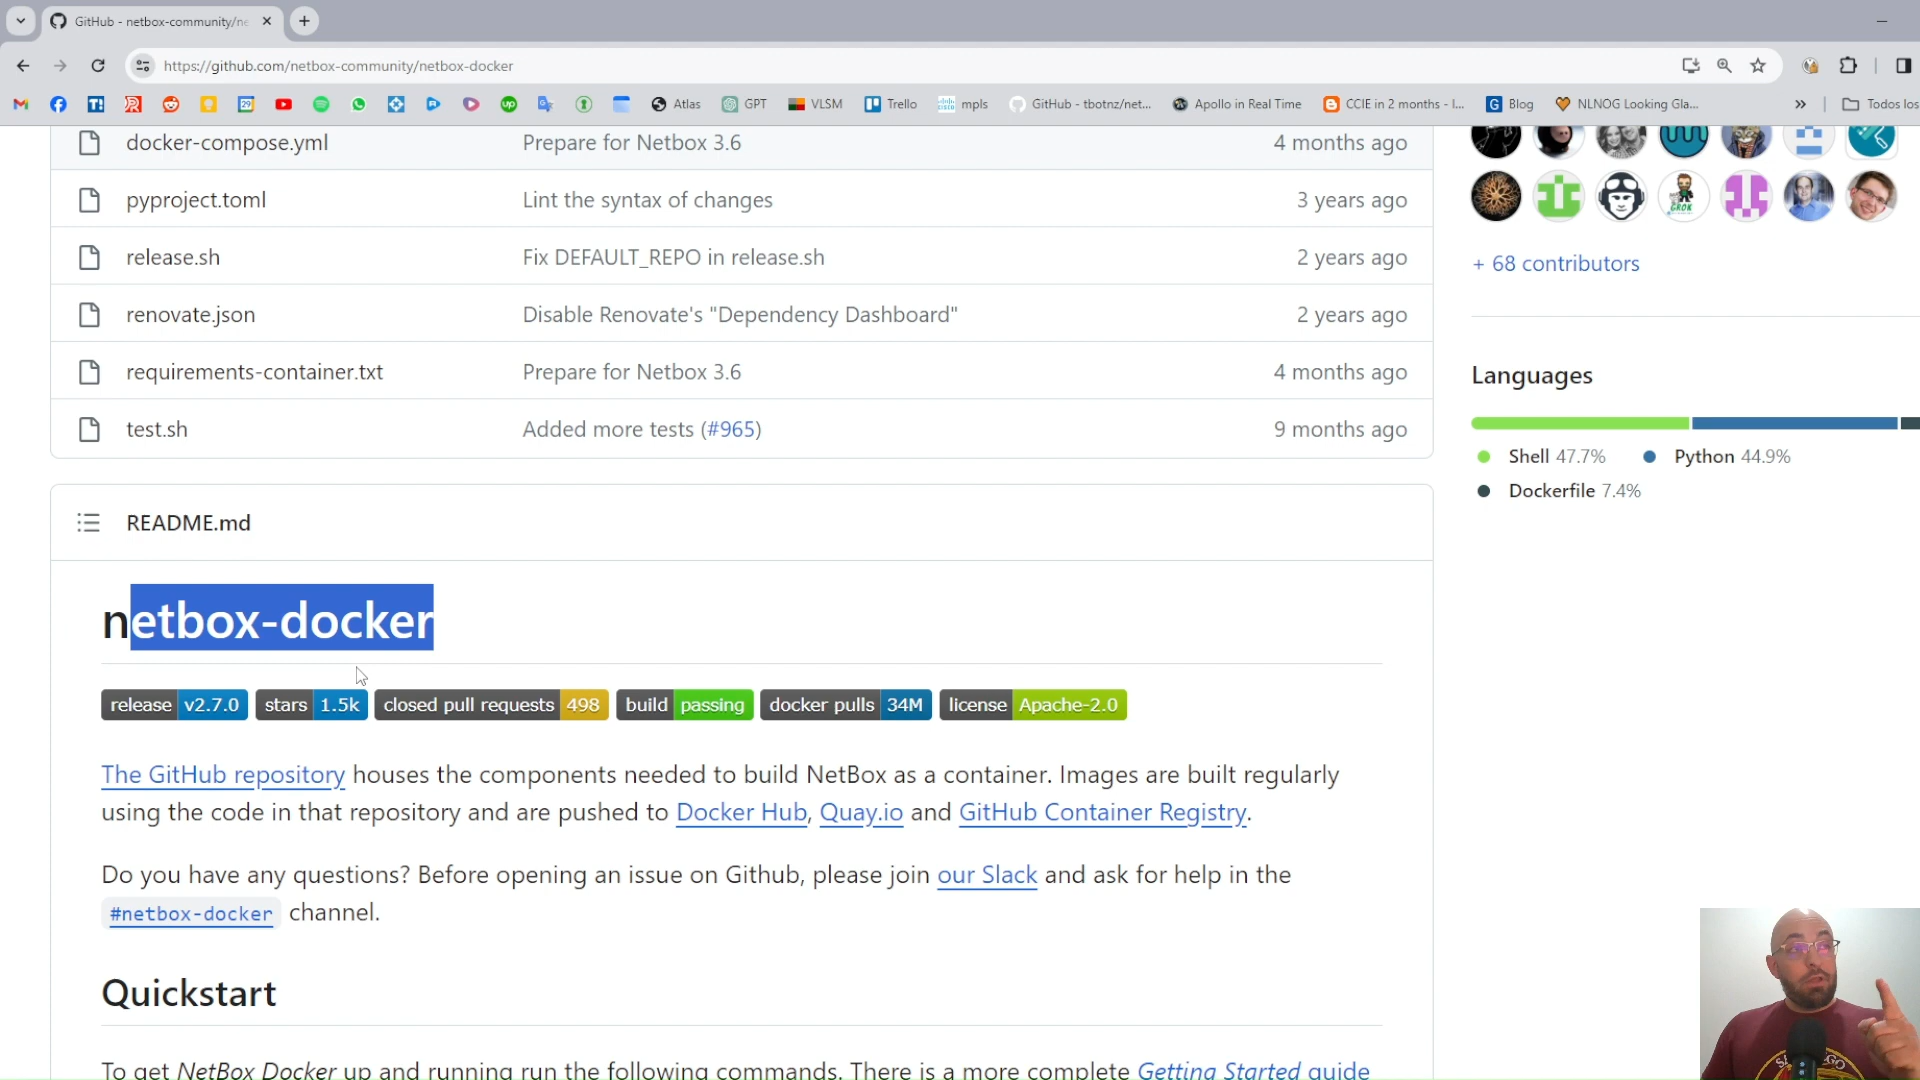 GitHub - netbox-community/ne
https://github.com/netbox-community/netbox-docker
Atlas GPT VLSM Trello mpls GitHub - tbotnz/net... Apollo in Real Time CCIE in 2 months - I... Blog NLNOG Looking Gla... Todos los
docker-compose.yml Prepare for Netbox 3.6 4 months ago
pyproject.toml Lint the syntax of changes 3 years ago
release.sh Fix DEFAULT_REPO in release.sh 2 years ago
renovate.json Disable Renovate's "Dependency Dashboard" 2 years ago
requirements-container.txt Prepare for Netbox 3.6 4 months ago
test.sh Added more tests (#965) 9 months ago
README.md
netbox-docker
release v2.7.0 stars 1.5k closed pull requests 498 build passing docker pulls 34M license Apache-2.0
The GitHub repository houses the components needed to build NetBox as a container. Images are built regularly
using the code in that repository and are pushed to Docker Hub, Quay.io and GitHub Container Registry.
Do you have any questions? Before opening an issue on Github, please join our Slack and ask for help in the
#netbox-docker channel.
Quickstart
To get NetBox Docker up and running run the following commands. There is a more complete Getting Started guide
GROK
+ 68 contributors
Languages
Shell 47.7% Python 44.9%
Dockerfile 7.4%